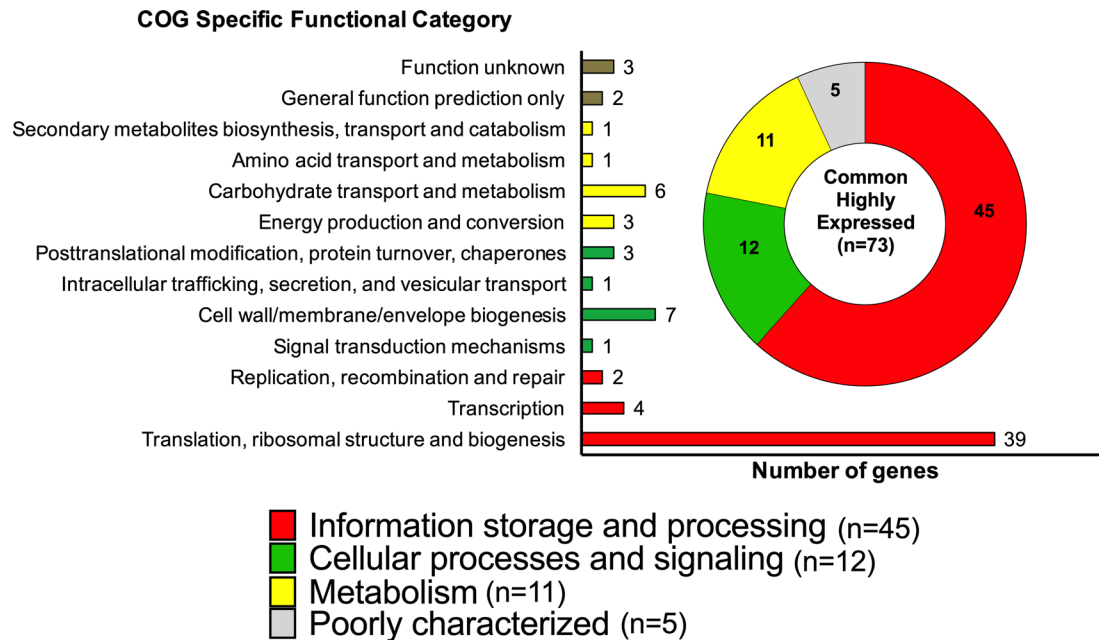 COG Specific Functional Category
Function unknown 3
General function prediction only 2
Secondary metabolites biosynthesis, transport and catabolism 1
Amino acid transport and metabolism 1
Carbohydrate transport and metabolism 6
Energy production and conversion 3
Posttranslational modification, protein turnover, chaperones 3
Intracellular trafficking, secretion, and vesicular transport 1
Cell wall/membrane/envelope biogenesis 7
Signal transduction mechanisms 1
Replication, recombination and repair 2
Transcription 4
Translation, ribosomal structure and biogenesis 39
Number of genes
5
11
12
45
Common
Highly
Expressed
(n=73)
Information storage and processing (n=45)
Cellular processes and signaling (n=12)
Metabolism (n=11)
Poorly characterized (n=5)